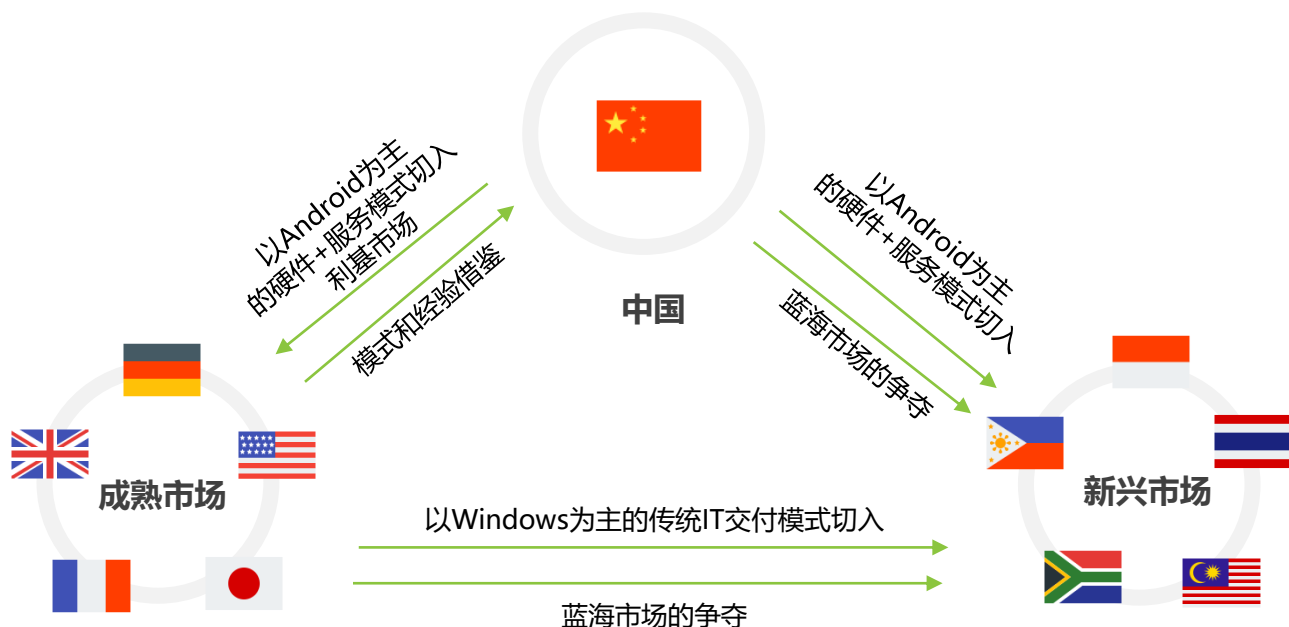 以Android为主
的硬件+服务模式切入
利基市场
模式和经验借鉴
中国
以Android为主
的硬件+服务模式切入
蓝海市场的争夺
成熟市场
新兴市场
以Windows为主的传统IT交付模式切入
蓝海市场的争夺